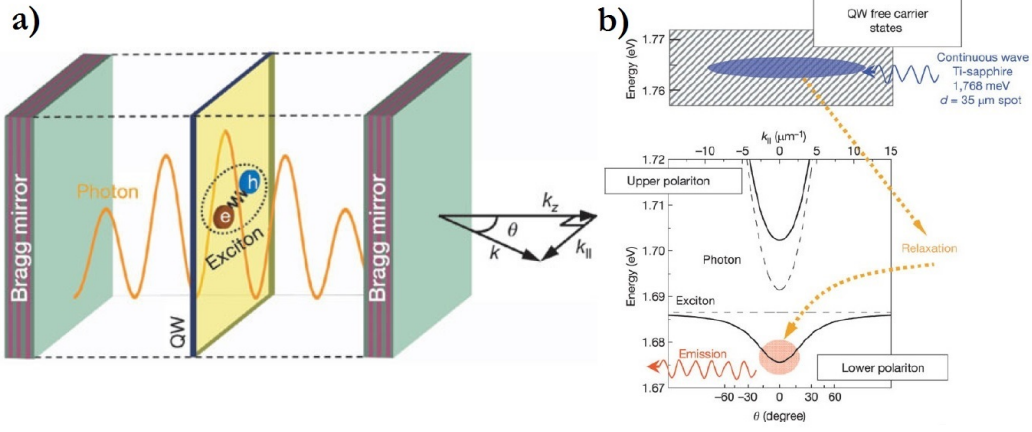 a)
Bragg mirror
Photon
QW
e
h
Exciton
Bragg mirror
k_z
θ
k
k_||
b)
QW free carrier
states
1.77
1.76
Energy (eV)
Continuous wave
Ti-sapphire
1,768 meV
d = 35 μm spot
k_|| (μm⁻¹)
-10 -5 0 5 10 15
1.72
1.71
1.70
1.69
1.68
1.67
Energy (eV)
Upper polariton
Photon
Exciton
Relaxation
Emission
Lower polariton
-60 -30 0 30 60
θ (degree)